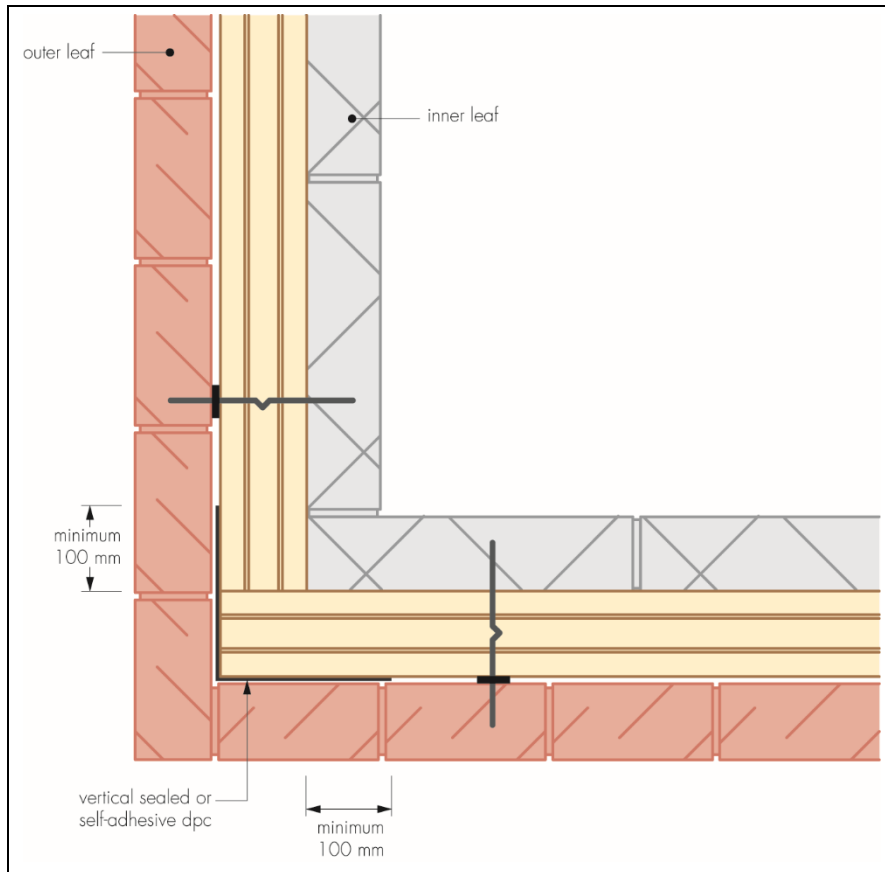 outer leaf
inner leaf
minimum
100 mm
vertical sealed or
self-adhesive dpc
minimum
100 mm